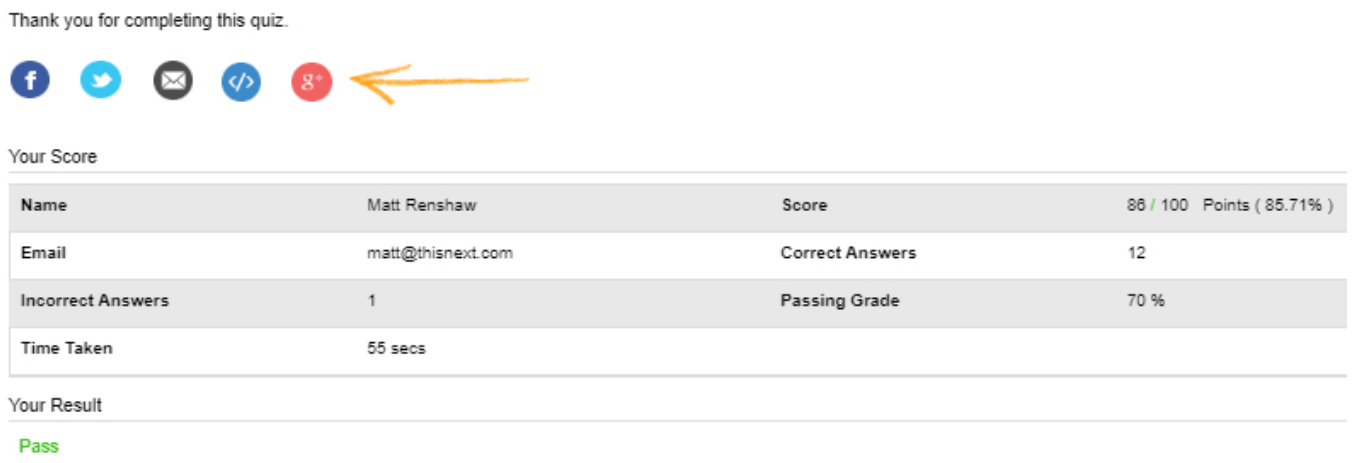 Thank you for completing this quiz.
f </> g+
Your Score
Name Matt Renshaw Score 86 / 100 Points ( 85.71% )
Email matt@thisnext.com Correct Answers 12
Incorrect Answers 1 Passing Grade 70 %
Time Taken 55 secs
Your Result
Pass